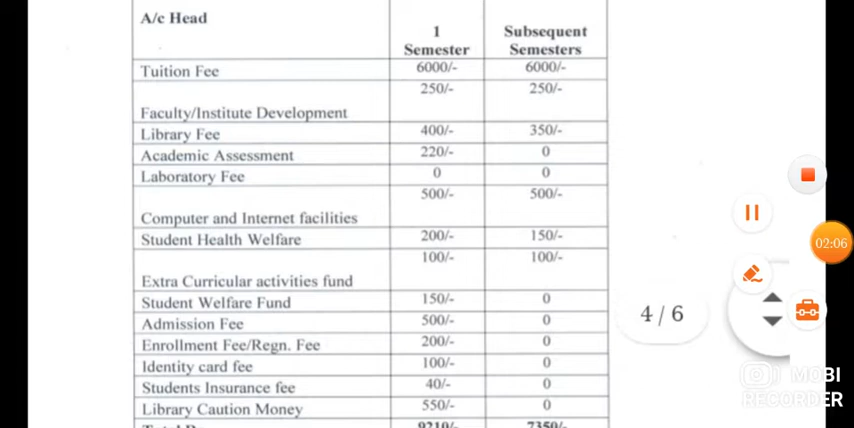 A/c Head 1 Semester Subsequent Semesters
Tuition Fee 6000/- 6000/-
Faculty/Institute Development 250/- 250/-
Library Fee 400/- 350/-
Academic Assessment 220/- 0
Laboratory Fee 0 0
Computer and Internet facilities 500/- 500/-
Student Health Welfare 200/- 150/-
Extra Curricular activities fund 100/- 100/-
Student Welfare Fund 150/- 0
Admission Fee 500/- 0
Enrollment Fee/Regn. Fee 200/- 0
Identity card fee 100/- 0
Students Insurance fee 40/- 0
Library Caution Money 550/- 0
9210/- 7350/-
4 / 6
02:06
MOBI
RECORDER